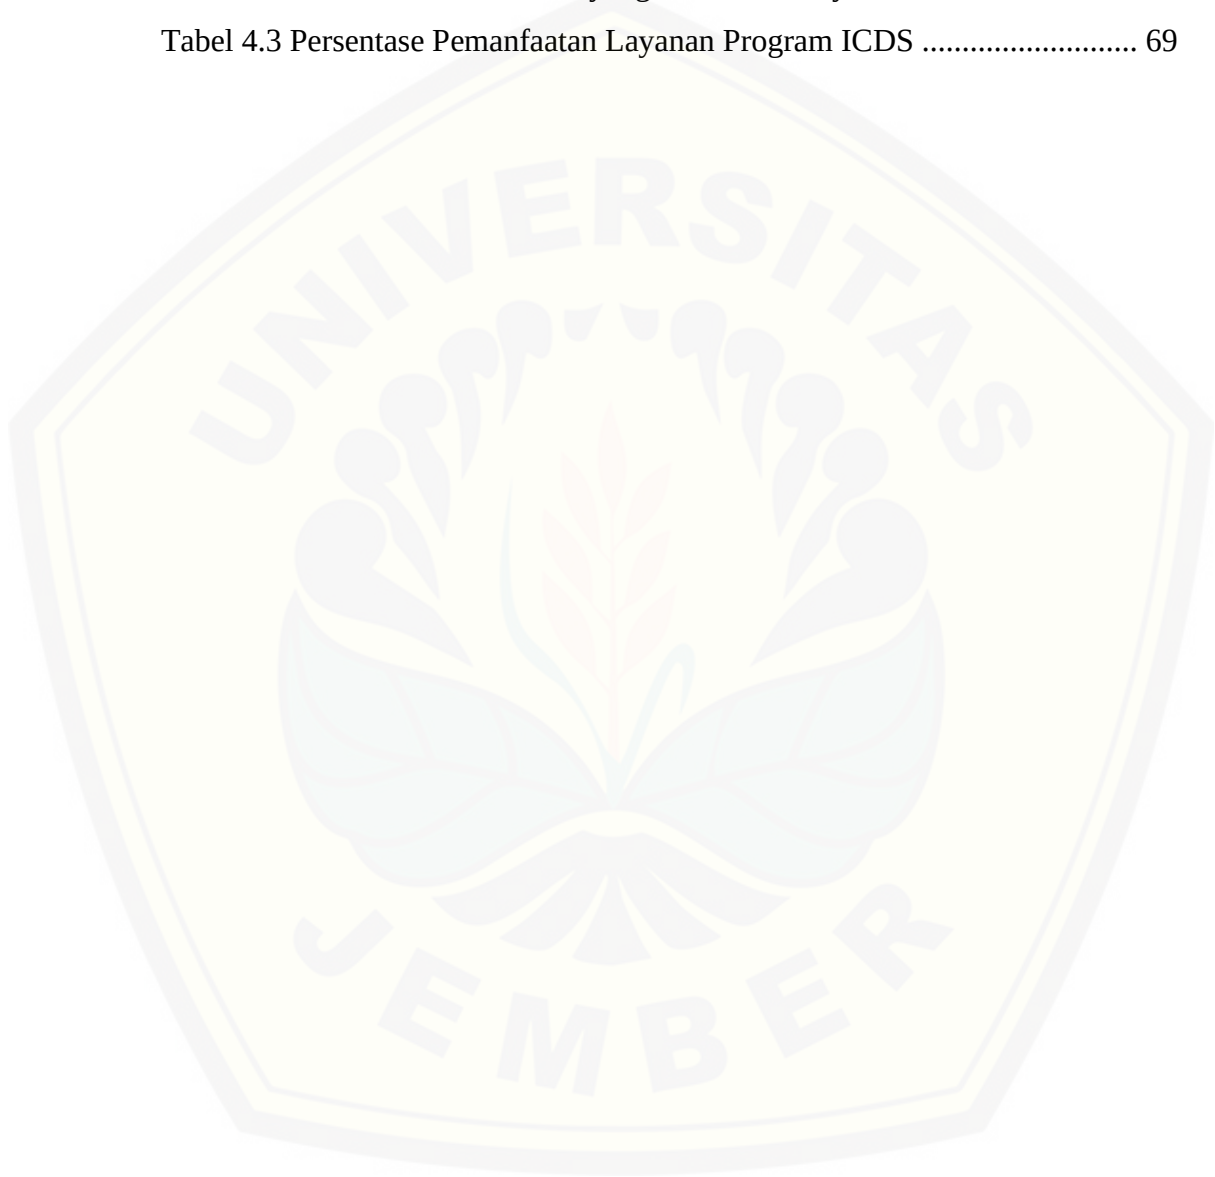 Tabel 4.3 Persentase Pemanfaatan Layanan Program ICDS ........................... 69
UNIVERSITAS
JEMBER